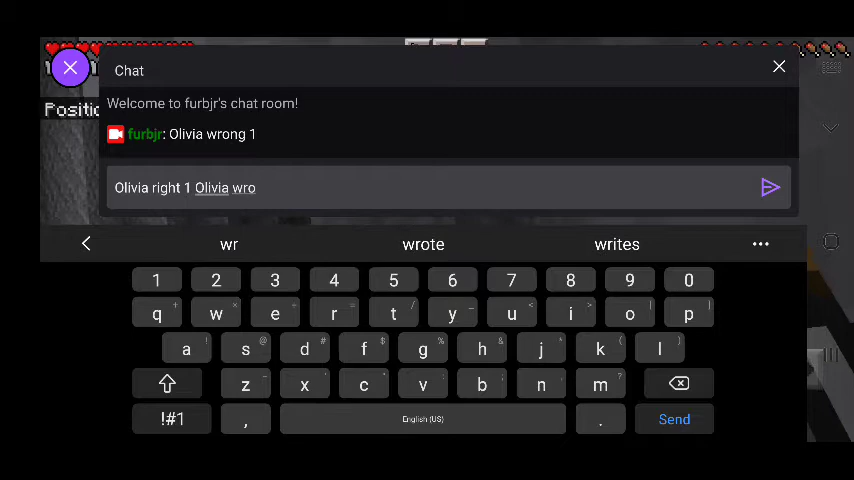 Chat
Positio
Welcome to furbjr's chat room!
furbjr: Olivia wrong 1
Olivia right 1 Olivia wro
wr wrote writes
1 2 3 4 5 6 7 8 9 0
q w e r t y u i o p
a s d f g h j k l
z x c v b n m
!#1 , English (US) . Send